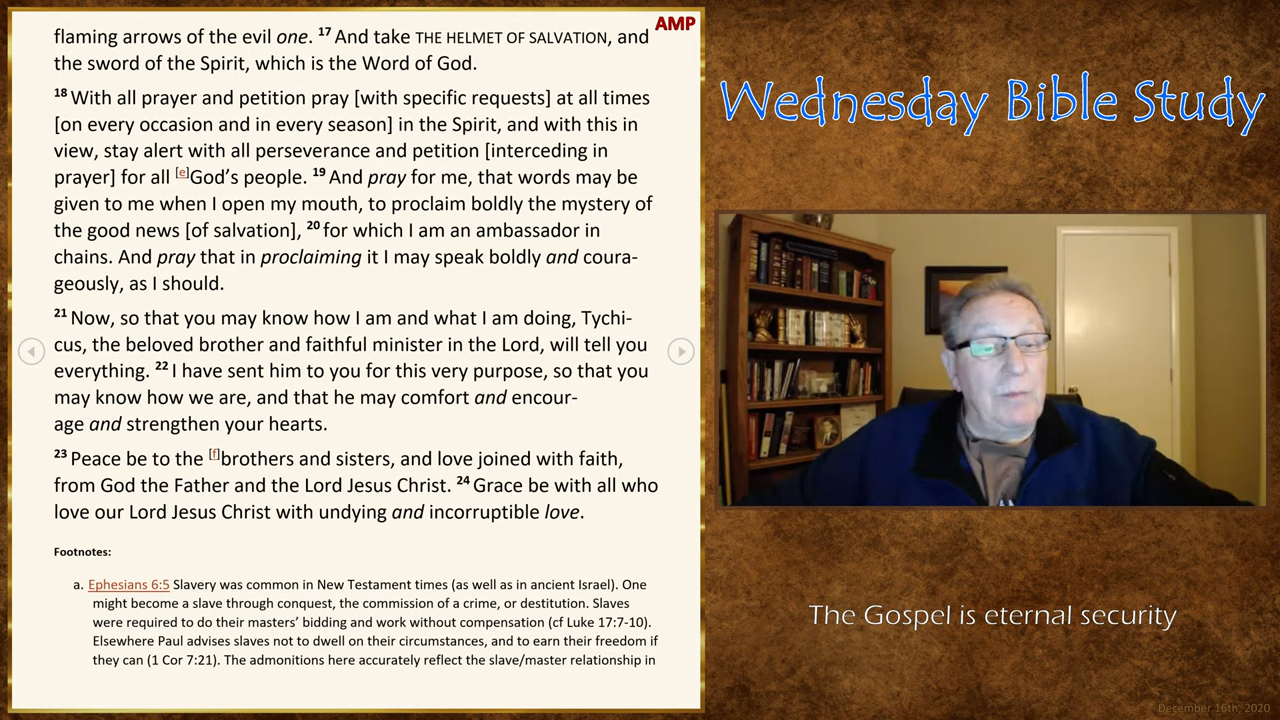 AMP
flaming arrows of the evil one. 17 And take THE HELMET OF SALVATION, and
the sword of the Spirit, which is the Word of God.
18 With all prayer and petition pray [with specific requests] at all times
[on every occasion and in every season] in the Spirit, and with this in
view, stay alert with all perseverance and petition [interceding in
prayer] for all [e]God’s people. 19 And pray for me, that words may be
given to me when I open my mouth, to proclaim boldly the mystery of
the good news [of salvation], 20 for which I am an ambassador in
chains. And pray that in proclaiming it I may speak boldly and coura-
geously, as I should.
21 Now, so that you may know how I am and what I am doing, Tychi-
cus, the beloved brother and faithful minister in the Lord, will tell you
everything. 22 I have sent him to you for this very purpose, so that you
may know how we are, and that he may comfort and encour-
age and strengthen your hearts.
23 Peace be to the [f]brothers and sisters, and love joined with faith,
from God the Father and the Lord Jesus Christ. 24 Grace be with all who
love our Lord Jesus Christ with undying and incorruptible love.
Footnotes:
a. Ephesians 6:5 Slavery was common in New Testament times (as well as in ancient Israel). One
might become a slave through conquest, the commission of a crime, or destitution. Slaves
were required to do their masters’ bidding and work without compensation (cf Luke 17:7-10).
Elsewhere Paul advises slaves not to dwell on their circumstances, and to earn their freedom if
they can (1 Cor 7:21). The admonitions here accurately reflect the slave/master relationship in
Wednesday Bible Study
The Gospel is eternal security
December 16th, 2020